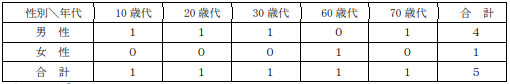 性別＼年代 10歳代 20歳代 30歳代 60歳代 70歳代 合 計
男 性 1 1 1 0 1 4
女 性 0 0 0 1 0 1
合 計 1 1 1 1 1 5